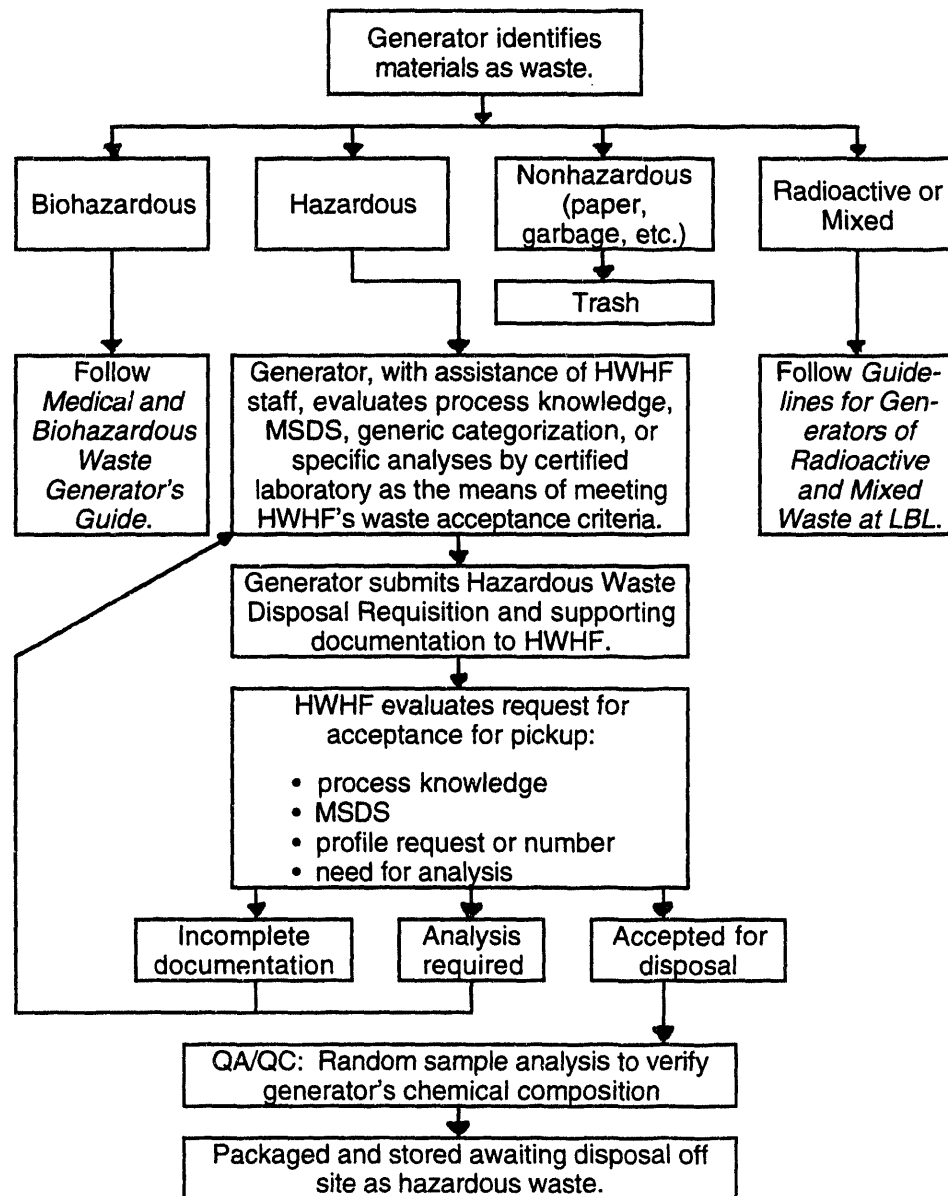 Generator identifies
materials as waste.
Biohazardous
Hazardous
Nonhazardous
(paper,
garbage, etc.)
Radioactive or
Mixed
Trash
Follow
Medical and
Biohazardous
Waste
Generator's
Guide.
Generator, with assistance of HWHF
staff, evaluates process knowledge,
MSDS, generic categorization, or
specific analyses by certified
laboratory as the means of meeting
HWHF's waste acceptance criteria.
Follow Guide-
lines for Gen-
erators of
Radioactive
and Mixed
Waste at LBL.
Generator submits Hazardous Waste
Disposal Requisition and supporting
documentation to HWHF.
HWHF evaluates request for
acceptance for pickup:
• process knowledge
• MSDS
• profile request or number
• need for analysis
Incomplete
documentation
Analysis
required
Accepted for
disposal
QA/QC: Random sample analysis to verify
generator's chemical composition
Packaged and stored awaiting disposal off
site as hazardous waste.